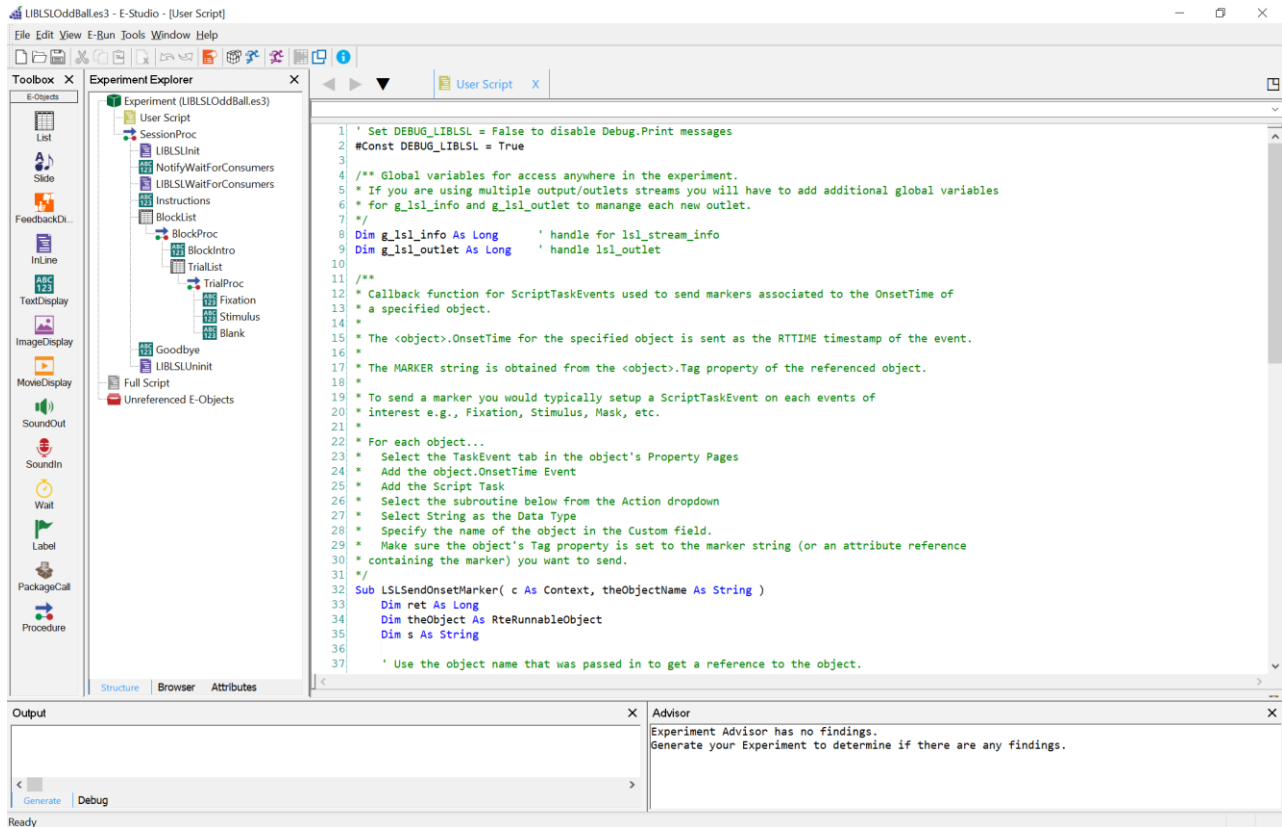 LIBLSLOddBall.es3 - E-Studio - [User Script]
File Edit View E-Run Tools Window Help
Toolbox X
E-Objects
List
Slide
FeedbackDi...
InLine
TextDisplay
ImageDisplay
MovieDisplay
SoundOut
SoundIn
Wait
Label
PackageCall
Procedure
Experiment Explorer X
Experiment (LIBLSLOddBall.es3)
User Script
SessionProc
LIBLSLInit
NotifyWaitForConsumers
LIBLSLWaitForConsumers
Instructions
BlockList
BlockProc
BlockIntro
TrialList
TrialProc
Fixation
Stimulus
Blank
Goodbye
LIBLSLUninit
Full Script
Unreferenced E-Objects
Structure Browser Attributes
User Script X
1 ' Set DEBUG_LIBLSL = False to disable Debug.Print messages
2 #Const DEBUG_LIBLSL = True
3
4 /** Global variables for access anywhere in the experiment.
5 * If you are using multiple output/outlets streams you will have to add additional global variables
6 * for g_lsl_info and g_lsl_outlet to manange each new outlet.
7 */
8 Dim g_lsl_info As Long ' handle for lsl_stream_info
9 Dim g_lsl_outlet As Long ' handle lsl_outlet
10
11 /**
12 * Callback function for ScriptTaskEvents used to send markers associated to the OnsetTime of
13 * a specified object.
14 *
15 * The <object>.OnsetTime for the specified object is sent as the RTTIME timestamp of the event.
16 *
17 * The MARKER string is obtained from the <object>.Tag property of the referenced object.
18 *
19 * To send a marker you would typically setup a ScriptTaskEvent on each events of
20 * interest e.g., Fixation, Stimulus, Mask, etc.
21 *
22 * For each object...
23 * Select the TaskEvent tab in the object's Property Pages
24 * Add the object.OnsetTime Event
25 * Add the Script Task
26 * Select the subroutine below from the Action dropdown
27 * Select String as the Data Type
28 * Specify the name of the object in the Custom field.
29 * Make sure the object's Tag property is set to the marker string (or an attribute reference
30 * containing the marker) you want to send.
31 */
32 Sub LSLSendOnsetMarker( c As Context, theObjectName As String )
33 Dim ret As Long
34 Dim theObject As RteRunnableObject
35 Dim s As String
36
37 ' Use the object name that was passed in to get a reference to the object.
Output X
Generate Debug
Advisor X
Experiment Advisor has no findings.
Generate your Experiment to determine if there are any findings.
Ready